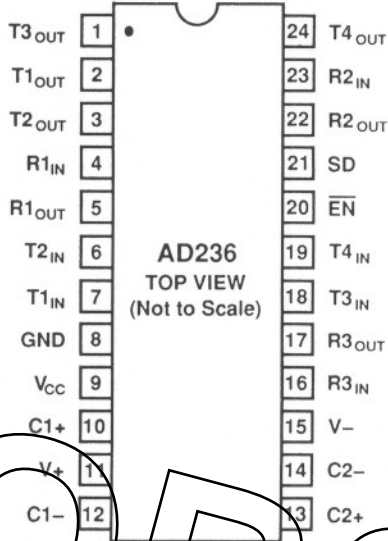 T3OUT 1 24 T4OUT
T1OUT 2 23 R2IN
T2OUT 3 22 R2OUT
R1IN 4 21 SD
R1OUT 5 20 E̅N̅
T2IN 6 19 T4IN
AD236
TOP VIEW
(Not to Scale)
T1IN 7 18 T3IN
GND 8 17 R3OUT
VCC 9 16 R3IN
C1+ 10 15 V−
V+ 11 14 C2−
C1− 12 13 C2+